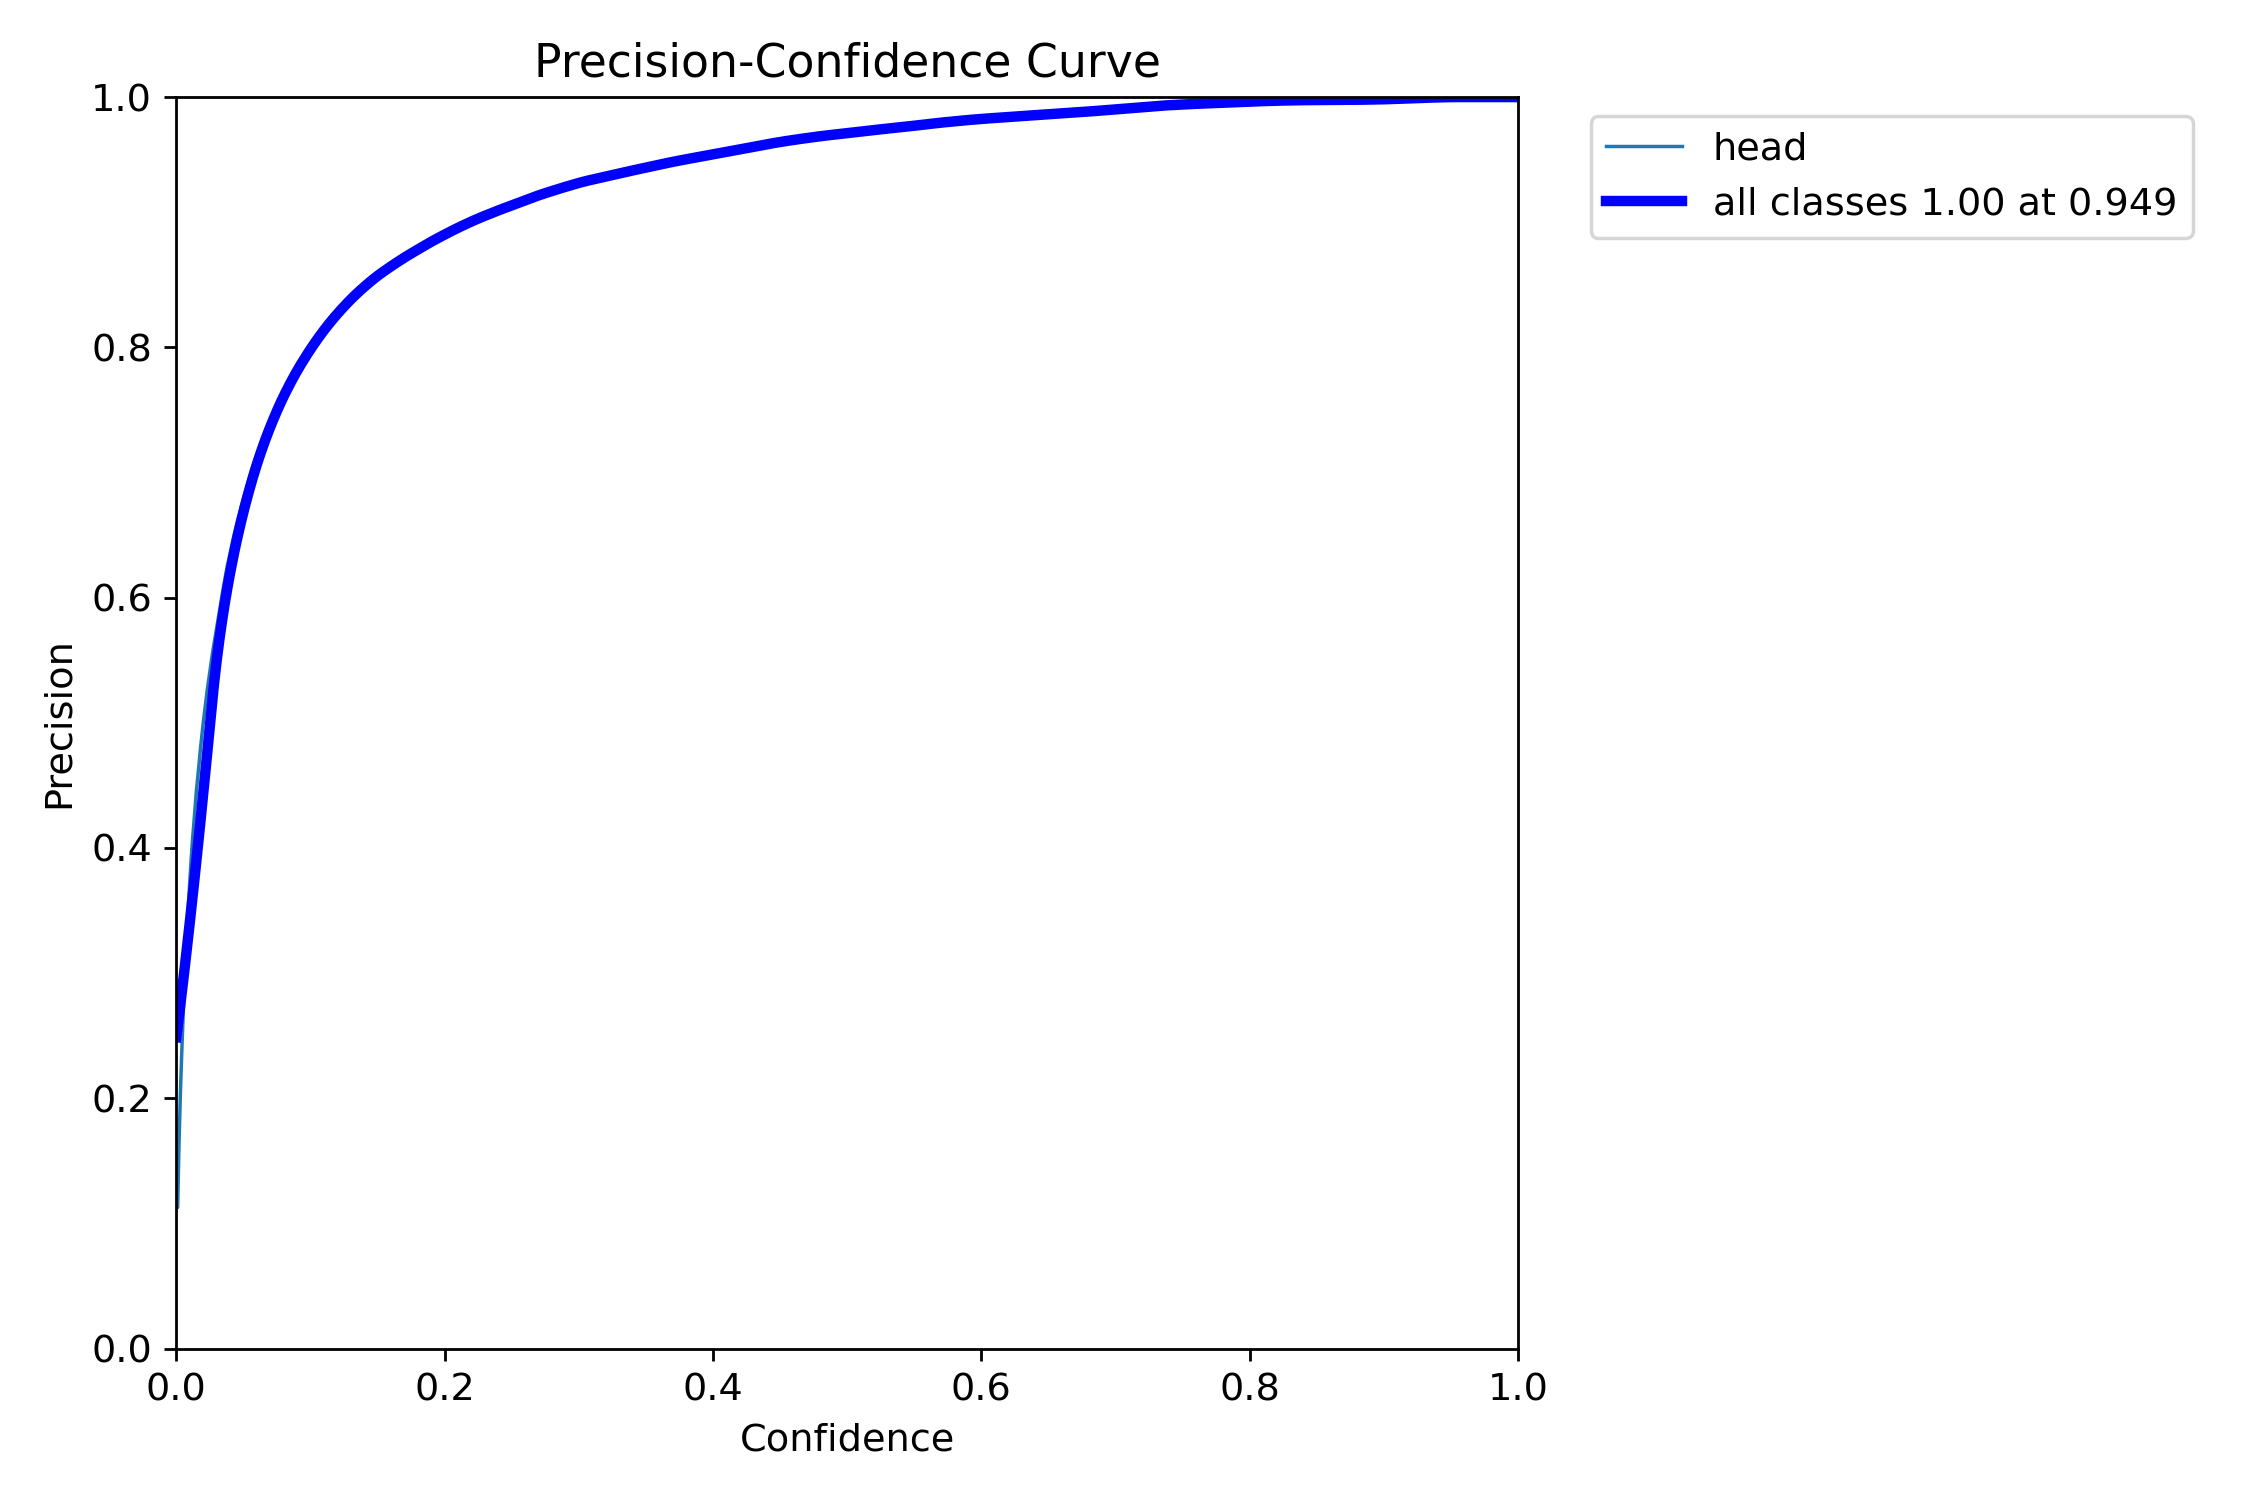 Precision-Confidence Curve
1.0
0.8
0.6
0.4
0.2
0.0
Precision
0.0 0.2 0.4 0.6 0.8 1.0
Confidence
head
all classes 1.00 at 0.949